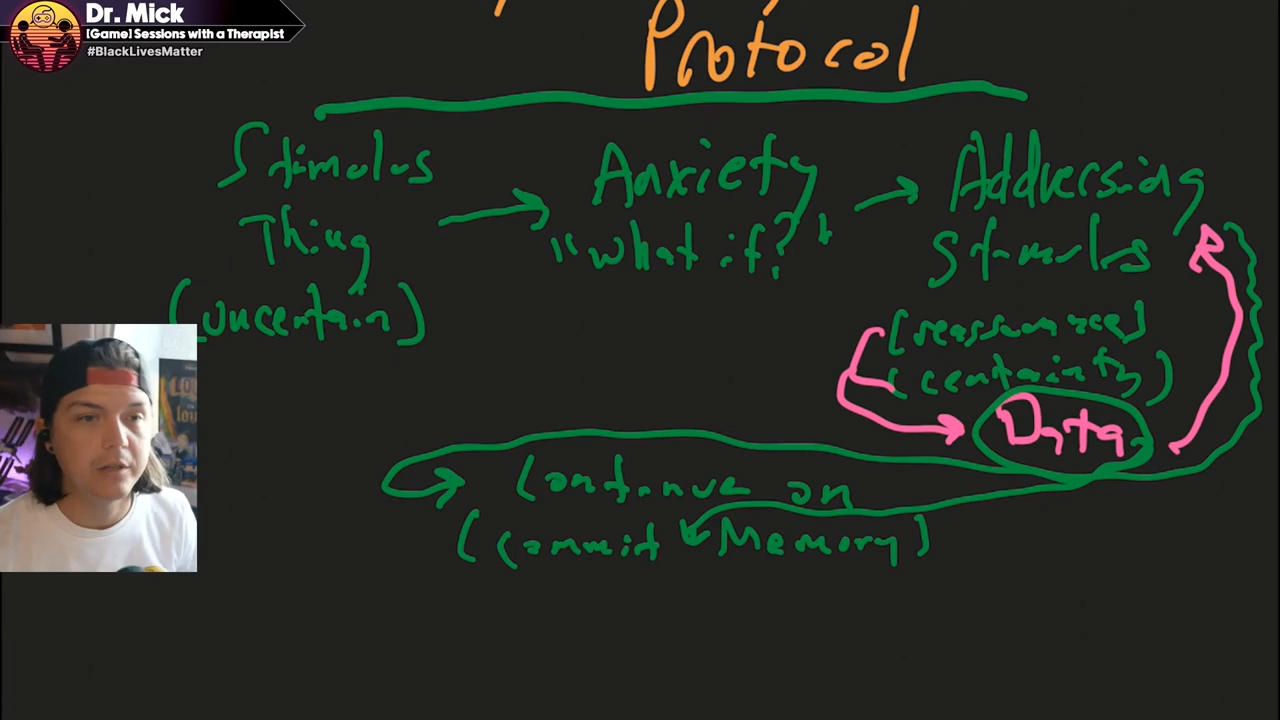 Dr. Mick
[Game] Sessions with a Therapist
#BlackLivesMatter
Protocol
Stimulus → Anxiety → Addressing
Thing "What if?" Stimulus
(uncertain)
(reassurance)
(certainty)
Data
Continue on
(commit Memory)